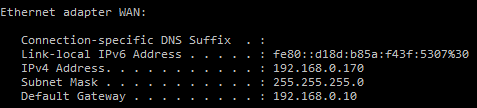 Ethernet adapter WAN:
Connection-specific DNS Suffix  . :
Link-local IPv6 Address . . . . . : fe80::d18d:b85a:f43f:5307%30
IPv4 Address. . . . . . . . . . . : 192.168.0.170
Subnet Mask . . . . . . . . . . . : 255.255.255.0
Default Gateway . . . . . . . . . : 192.168.0.10